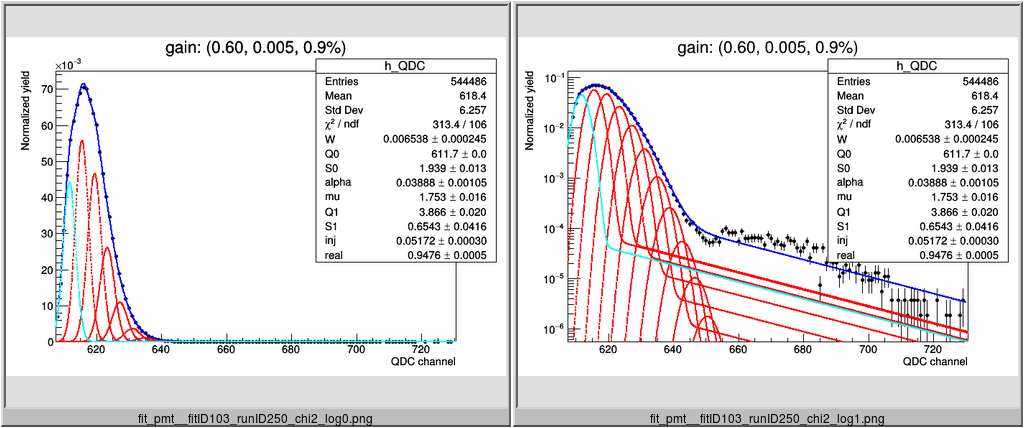 gain: (0.60, 0.005, 0.9%)
×10⁻³
Normalized yield
70
60
50
40
30
20
10
0
620
640
660
680
700
720
QDC channel
h_QDC
Entries 544486
Mean 618.4
Std Dev 6.257
χ² / ndf 313.4 / 106
W 0.006538 ± 0.000245
Q0 611.7 ± 0.0
S0 1.939 ± 0.013
alpha 0.03888 ± 0.00105
mu 1.753 ± 0.016
Q1 3.866 ± 0.020
S1 0.6543 ± 0.0416
inj 0.05172 ± 0.00030
real 0.9476 ± 0.0005
fit_pmt__fitID103_runID250_chi2_log0.png
gain: (0.60, 0.005, 0.9%)
Normalized yield
10⁻¹
10⁻²
10⁻³
10⁻⁴
10⁻⁵
10⁻⁶
620
640
660
680
700
720
QDC channel
h_QDC
Entries 544486
Mean 618.4
Std Dev 6.257
χ² / ndf 313.4 / 106
W 0.006538 ± 0.000245
Q0 611.7 ± 0.0
S0 1.939 ± 0.013
alpha 0.03888 ± 0.00105
mu 1.753 ± 0.016
Q1 3.866 ± 0.020
S1 0.6543 ± 0.0416
inj 0.05172 ± 0.00030
real 0.9476 ± 0.0005
fit_pmt__fitID103_runID250_chi2_log1.png